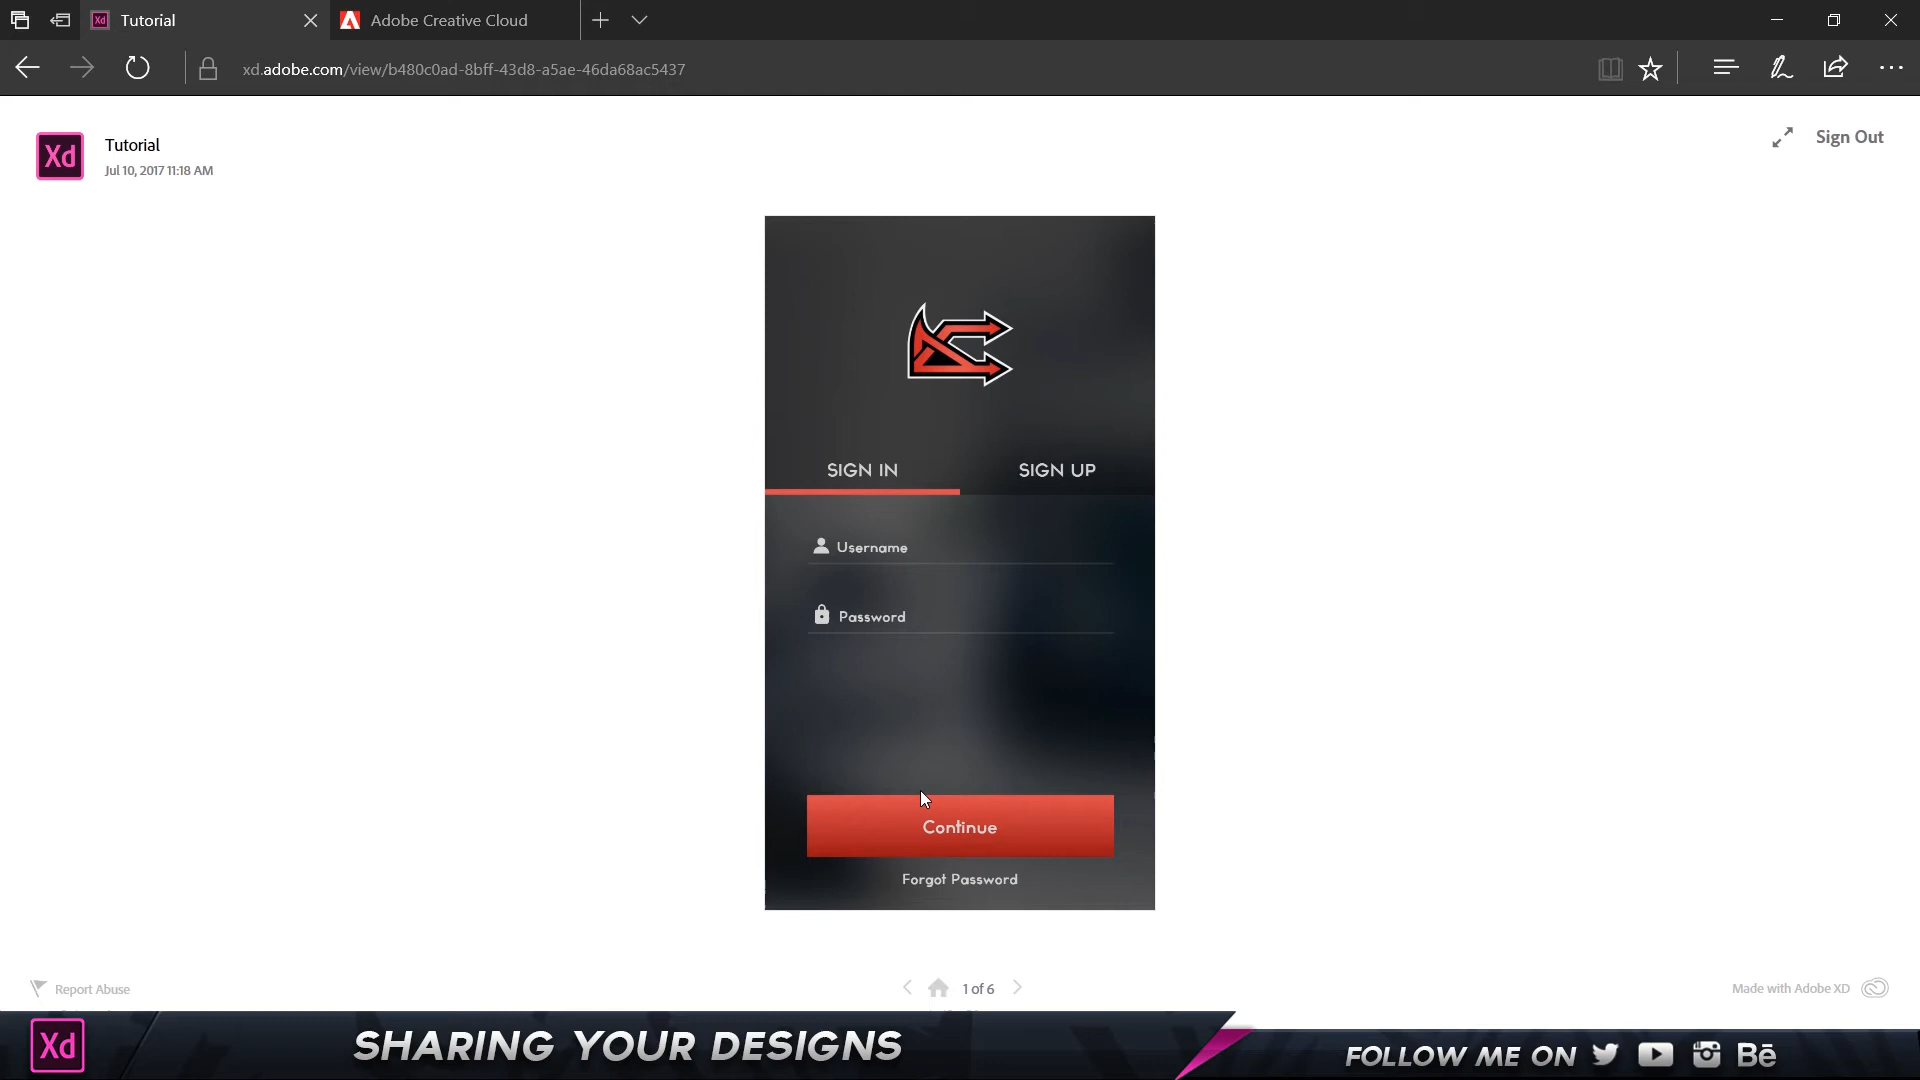 Xd Tutorial
Adobe Creative Cloud
xd.adobe.com/view/b480c0ad-8bff-43d8-a5ae-46da68ac5437
Xd
Tutorial
Jul 10, 2017 11:18 AM
Sign Out
SIGN IN
SIGN UP
Username
Password
Continue
Forgot Password
Report Abuse
1 of 6
Made with Adobe XD
Xd
SHARING YOUR DESIGNS
FOLLOW ME ON
Bē